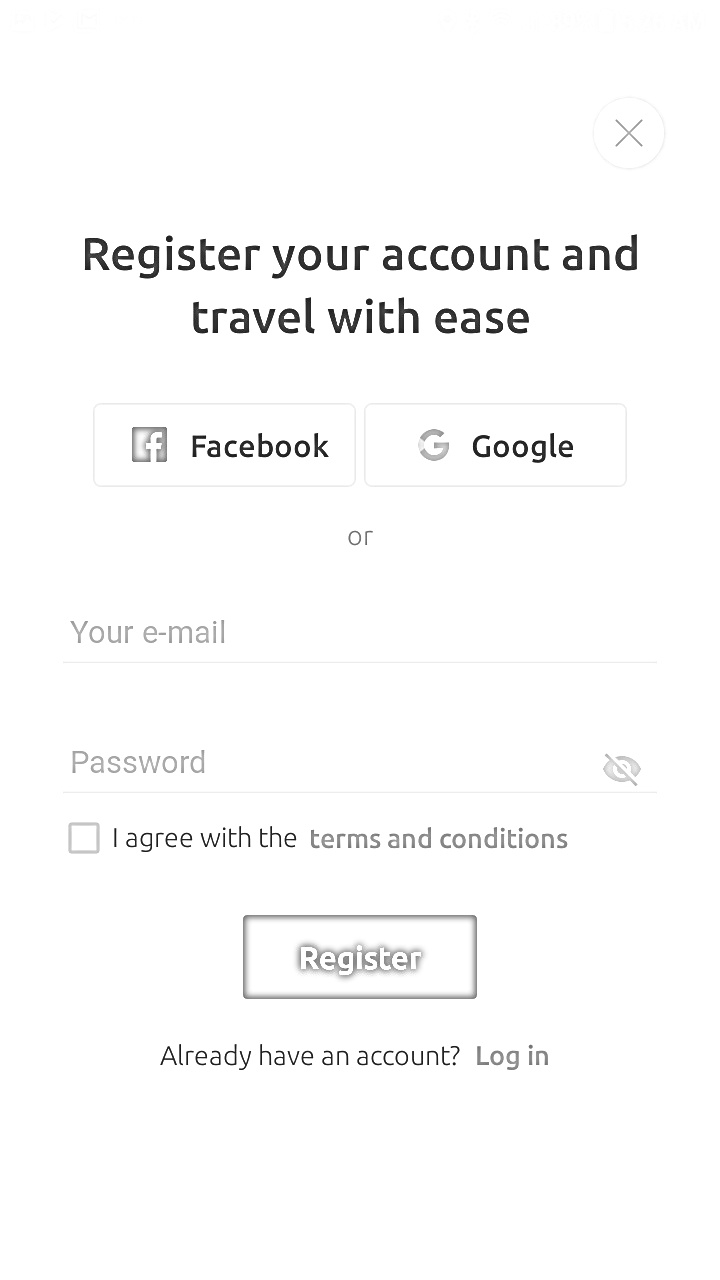 Register your account and
travel with ease
Facebook
Google
or
Your e-mail
Password
I agree with the terms and conditions
Register
Already have an account? Log in